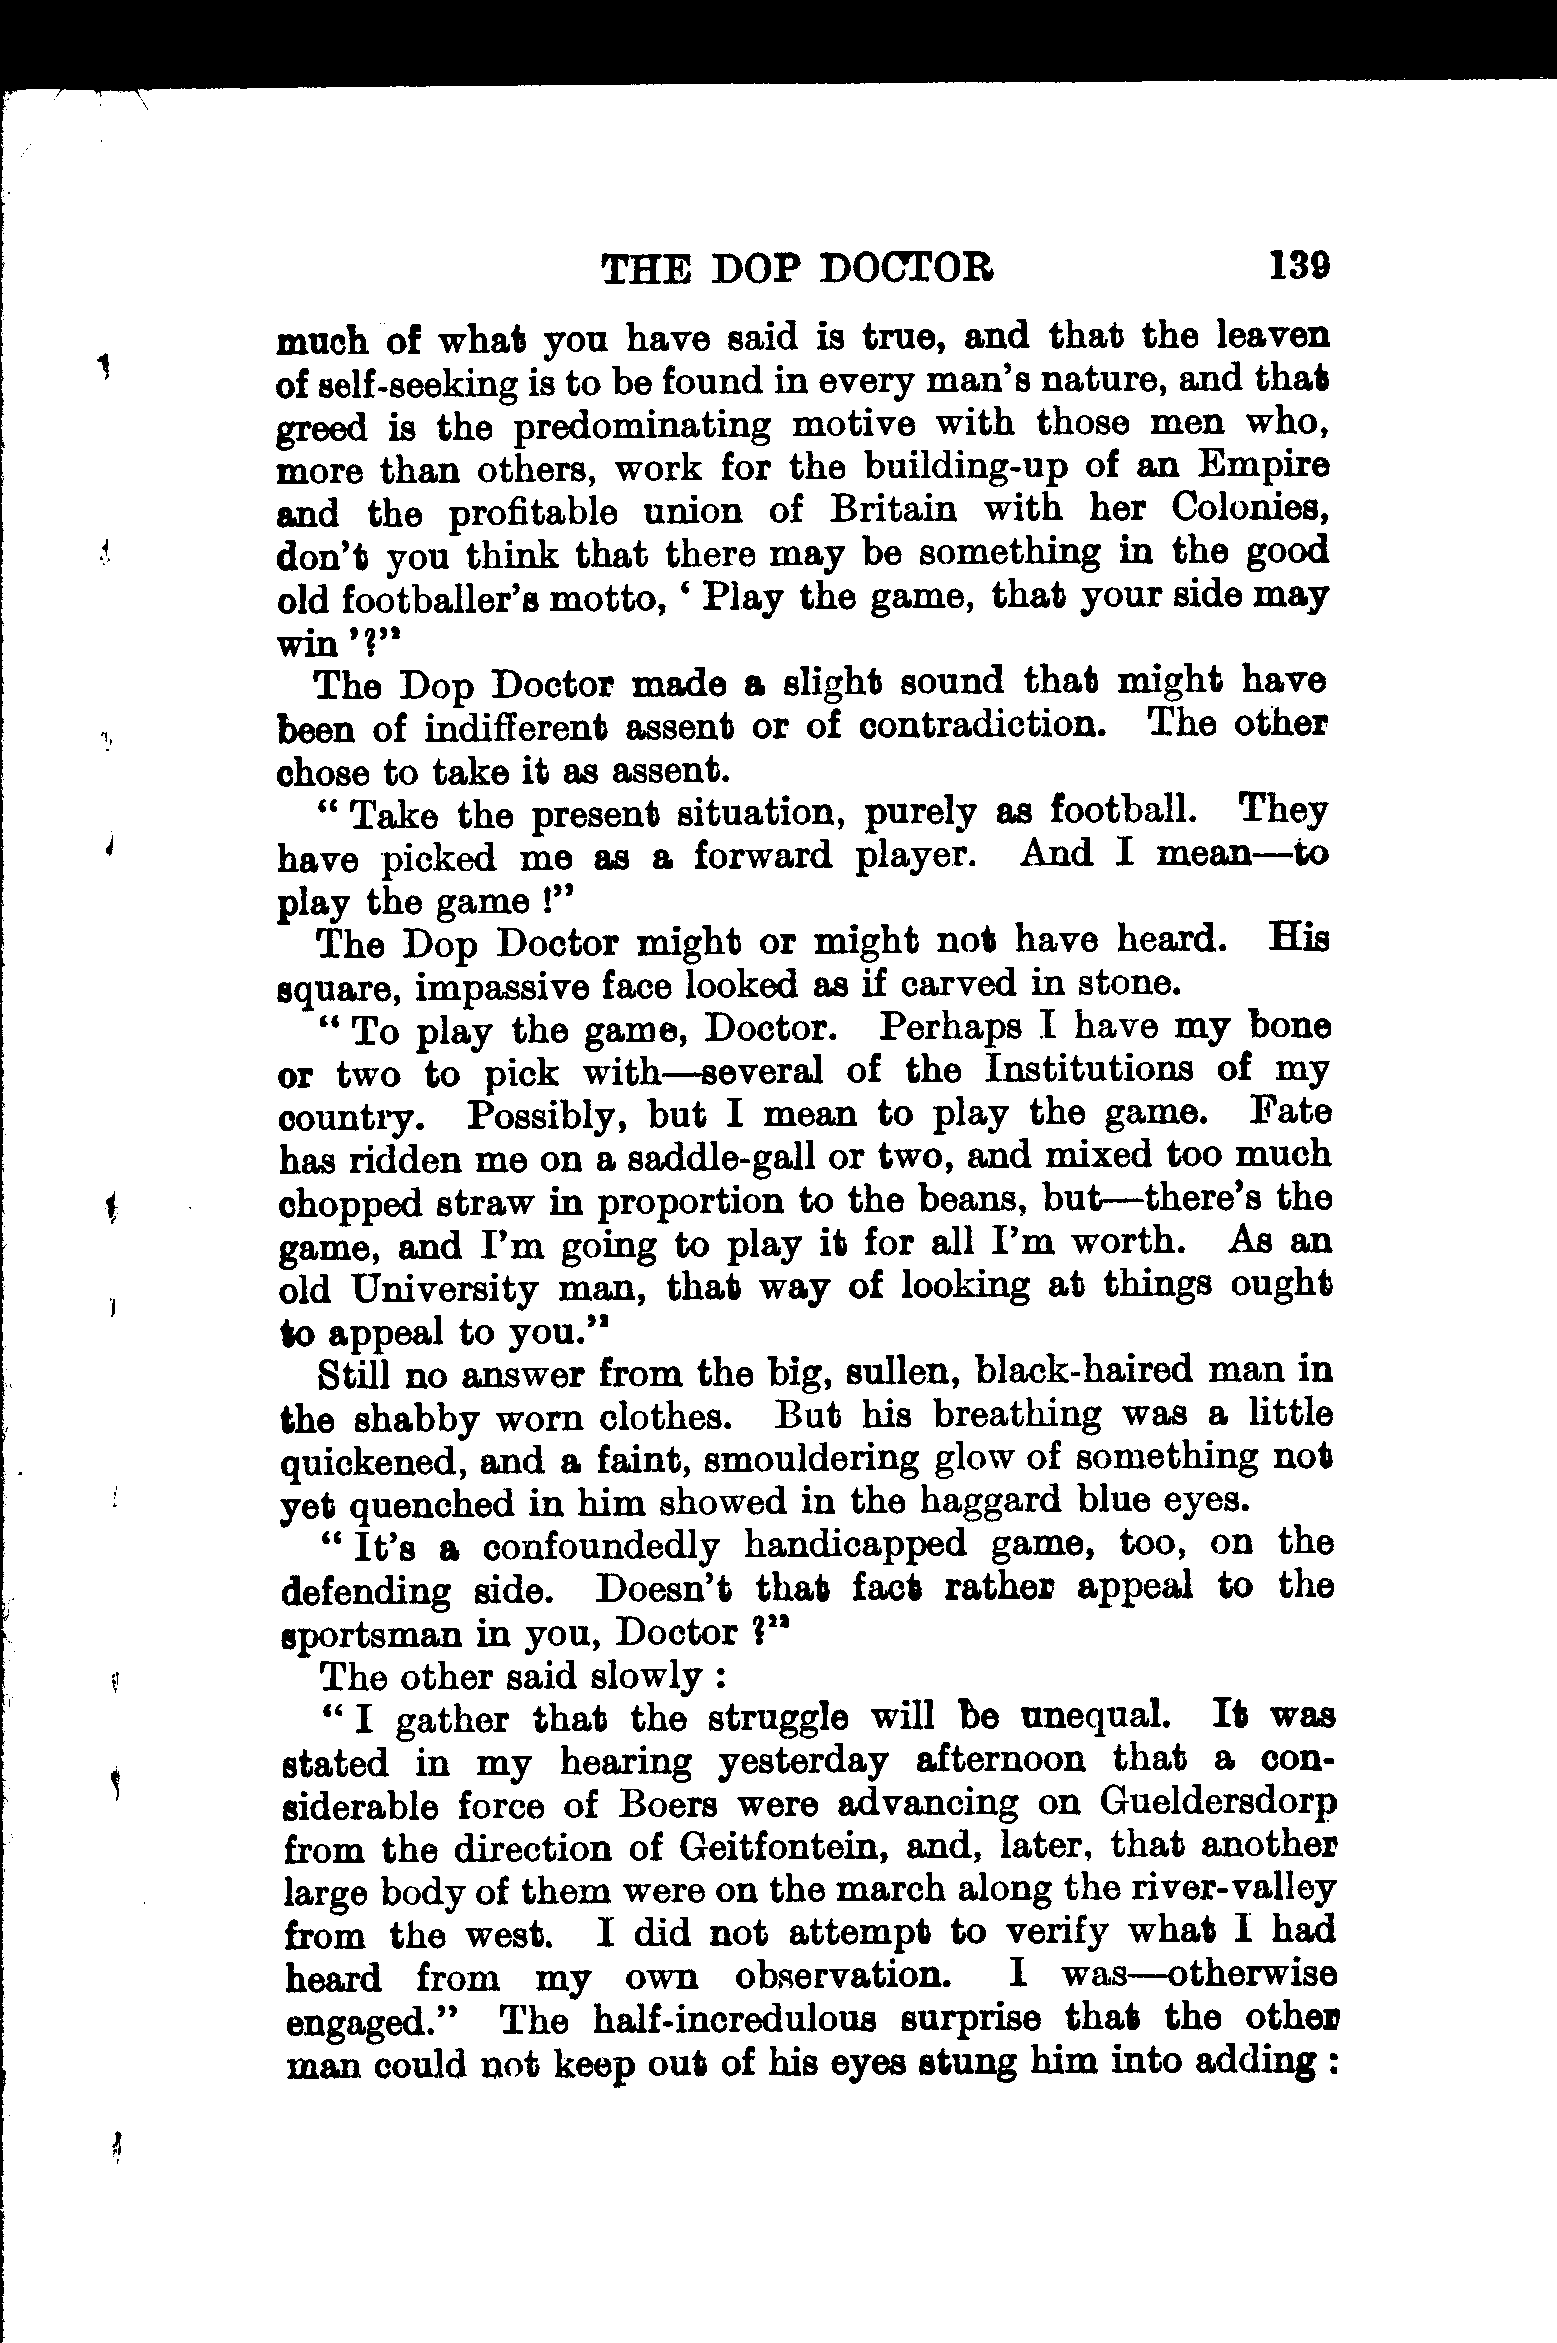 THE DOP DOCTOR 139
much of what you have said is true, and that the leaven
of self-seeking is to be found in every man's nature, and that
greed is the predominating motive with those men who,
more than others, work for the building-up of an Empire
and the profitable union of Britain with her Colonies,
don't you think that there may be something in the good
old footballer's motto, ‘ Play the game, that your side may
win ’?”
The Dop Doctor made a slight sound that might have
been of indifferent assent or of contradiction. The other
chose to take it as assent.
“ Take the present situation, purely as football. They
have picked me as a forward player. And I mean—to
play the game !”
The Dop Doctor might or might not have heard. His
square, impassive face looked as if carved in stone.
“ To play the game, Doctor. Perhaps I have my bone
or two to pick with—several of the Institutions of my
country. Possibly, but I mean to play the game. Fate
has ridden me on a saddle-gall or two, and mixed too much
chopped straw in proportion to the beans, but—there's the
game, and I'm going to play it for all I'm worth. As an
old University man, that way of looking at things ought
to appeal to you.”
Still no answer from the big, sullen, black-haired man in
the shabby worn clothes. But his breathing was a little
quickened, and a faint, smouldering glow of something not
yet quenched in him showed in the haggard blue eyes.
“ It's a confoundedly handicapped game, too, on the
defending side. Doesn't that fact rather appeal to the
sportsman in you, Doctor ?”
The other said slowly :
“ I gather that the struggle will be unequal. It was
stated in my hearing yesterday afternoon that a con-
siderable force of Boers were advancing on Gueldersdorp
from the direction of Geitfontein, and, later, that another
large body of them were on the march along the river-valley
from the west. I did not attempt to verify what I had
heard from my own observation. I was—otherwise
engaged.” The half-incredulous surprise that the other
man could not keep out of his eyes stung him into adding :